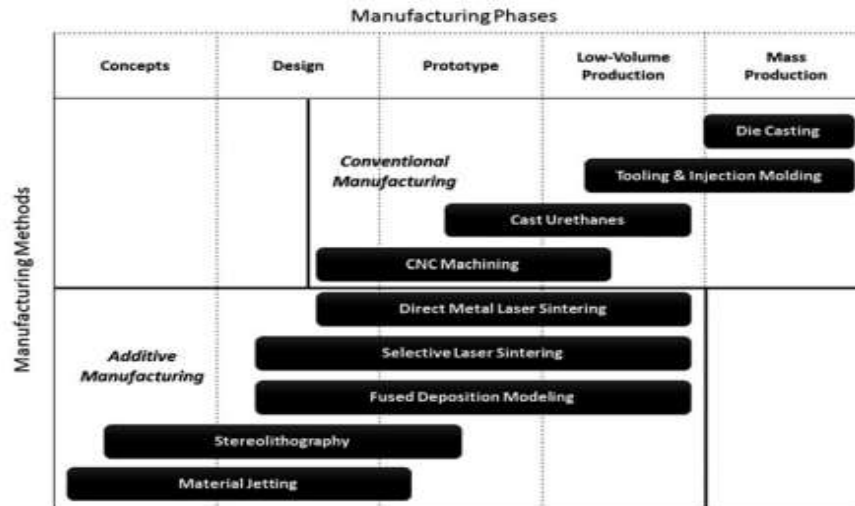 Manufacturing Phases
Concepts
Design
Prototype
Low-Volume
Production
Mass
Production
Manufacturing Methods
Die Casting
Conventional
Manufacturing
Tooling & Injection Molding
Cast Urethanes
CNC Machining
Direct Metal Laser Sintering
Additive
Manufacturing
Selective Laser Sintering
Fused Deposition Modeling
Stereolithography
Material Jetting